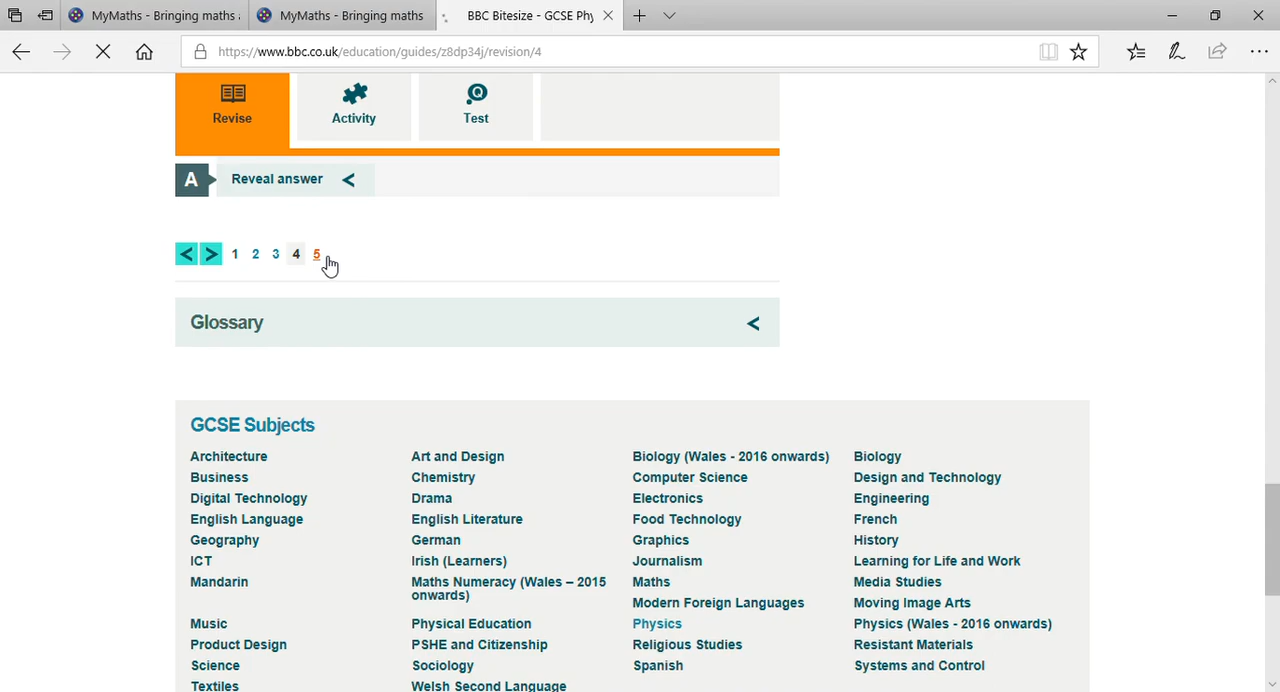 MyMaths - Bringing maths a
MyMaths - Bringing maths
BBC Bitesize - GCSE Phy
https://www.bbc.co.uk/education/guides/z8dp34j/revision/4
Revise
Activity
Q
Test
A
Reveal answer <
< > 1 2 3 4 5
Glossary <
GCSE Subjects
Architecture Art and Design Biology (Wales - 2016 onwards) Biology
Business Chemistry Computer Science Design and Technology
Digital Technology Drama Electronics Engineering
English Language English Literature Food Technology French
Geography German Graphics History
ICT Irish (Learners) Journalism Learning for Life and Work
Mandarin Maths Numeracy (Wales – 2015 Maths Media Studies
onwards)
Modern Foreign Languages Moving Image Arts
Music Physical Education Physics Physics (Wales - 2016 onwards)
Product Design PSHE and Citizenship Religious Studies Resistant Materials
Science Sociology Spanish Systems and Control
Textiles Welsh Second Language